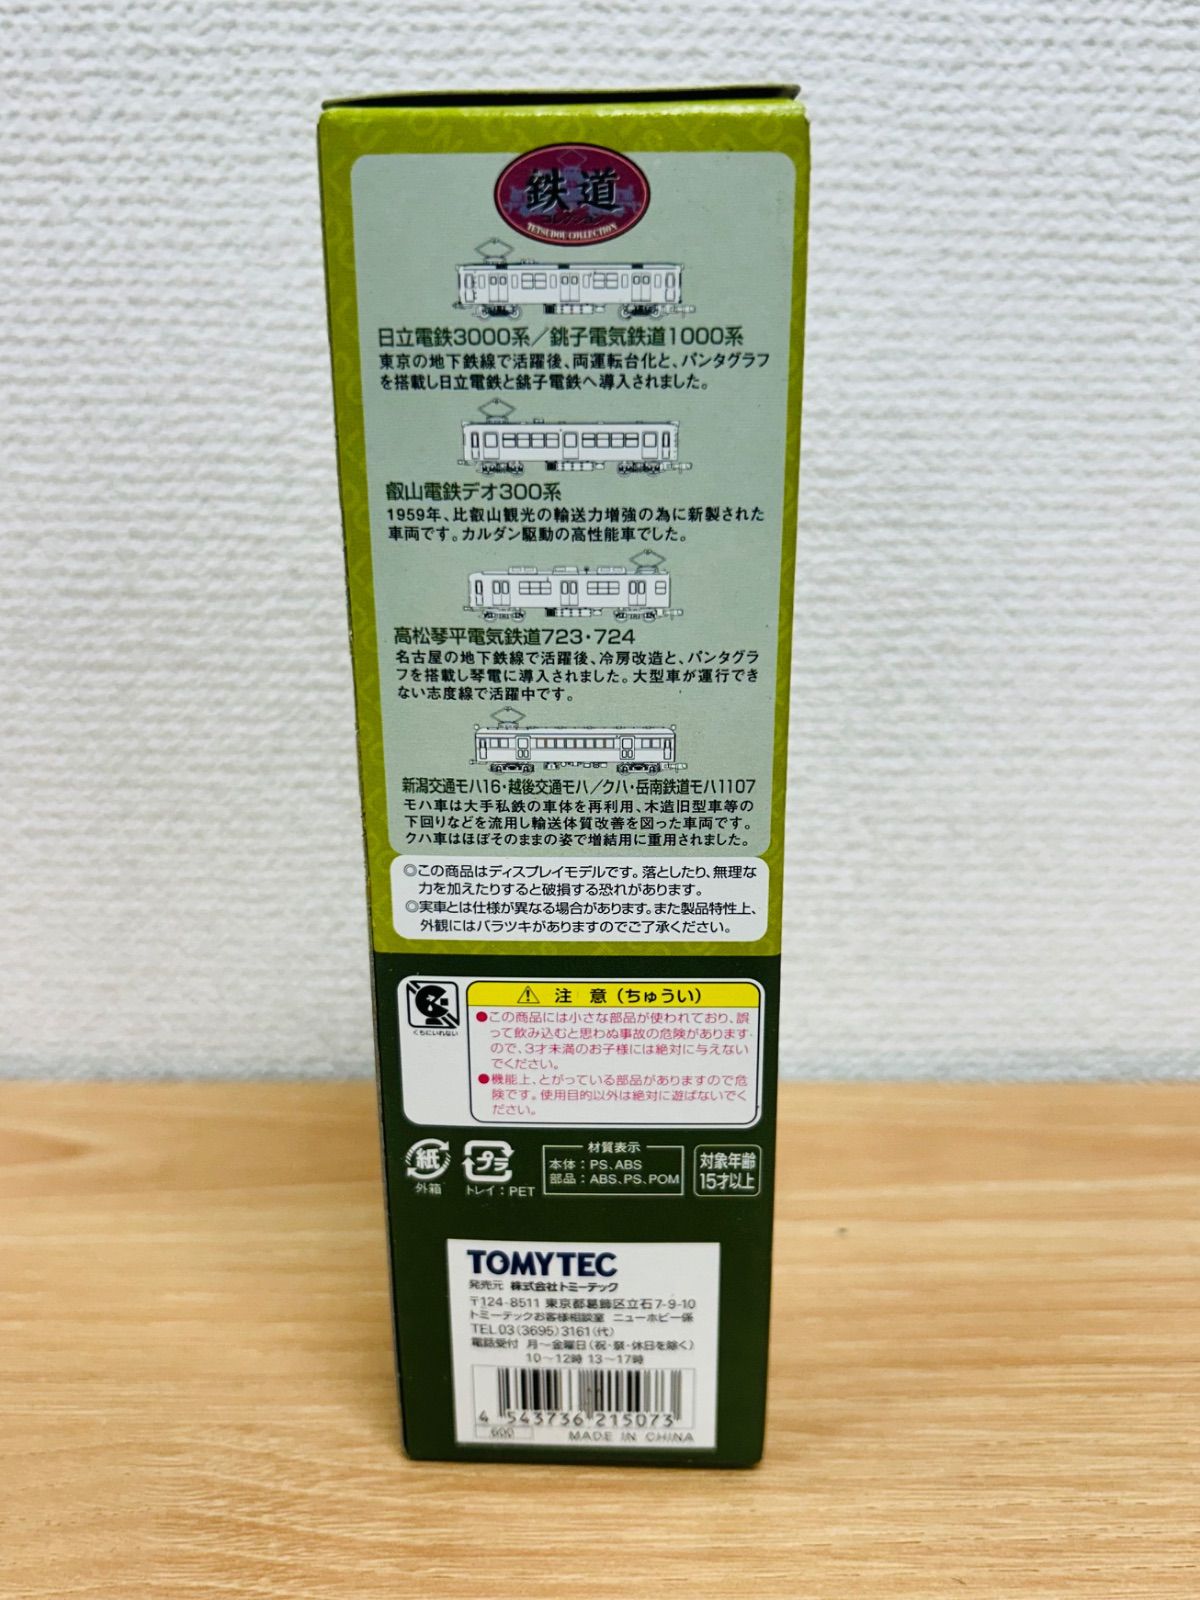 鉄道
コレクション
TETSUDOU COLLECTION
日立電鉄3000系／銚子電気鉄道1000系
東京の地下鉄線で活躍後、両運転台化と、パンタグラフ
を搭載し日立電鉄と銚子電鉄へ導入されました。
叡山電鉄デオ300系
1959年、比叡山観光の輸送力増強の為に新製された
車両です。カルダン駆動の高性能車でした。
高松琴平電気鉄道723・724
名古屋の地下鉄線で活躍後、冷房改造と、パンタグラ
フを搭載し琴電に導入されました。大型車が運行でき
ない志度線で活躍中です。
新潟交通モハ16・越後交通モハ／クハ・岳南鉄道モハ1107
モハ車は大手私鉄の車体を再利用、木造旧型車等の
下回りなどを流用し輸送体質改善を図った車両です。
クハ車はほぼそのままの姿で増結用に重用されました。
◎この商品はディスプレイモデルです。落としたり、無理な
力を加えたりすると破損する恐れがあります。
◎実車とは仕様が異なる場合があります。また製品特性上、
外観にはバラツキがありますのでご了承ください。
くちにいれない
注 意（ちゅうい）
●この商品には小さな部品が使われており、誤
って飲み込むと思わぬ事故の危険があります
ので、3才未満のお子様には絶対に与えない
でください。
●機能上、とがっている部品がありますので危
険です。使用目的以外は絶対に遊ばないでく
ださい。
紙
外箱
プラ
トレイ：PET
材質表示
本体：PS、ABS
部品：ABS、PS、POM
対象年齢
15才以上
TOMYTEC
発売元 株式会社トミーテック
〒124-8511 東京都葛飾区立石7-9-10
トミーテックお客様相談室 ニューホビー係
TEL 03(3695)3161(代)
電話受付 月～金曜日（祝・祭・休日を除く）
10～12時 13～17時
4 543736 215073
600
MADE IN CHINA